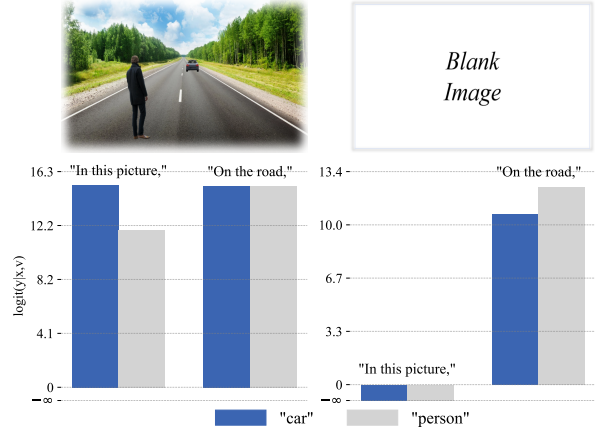 Blank
Image
"In this picture,"
"On the road,"
16.3
12.2
8.2
4.1
0
−∞
logit(y|x,v)
"On the road,"
"In this picture,"
13.4
10.0
6.7
3.3
0
−∞
"car"
"person"